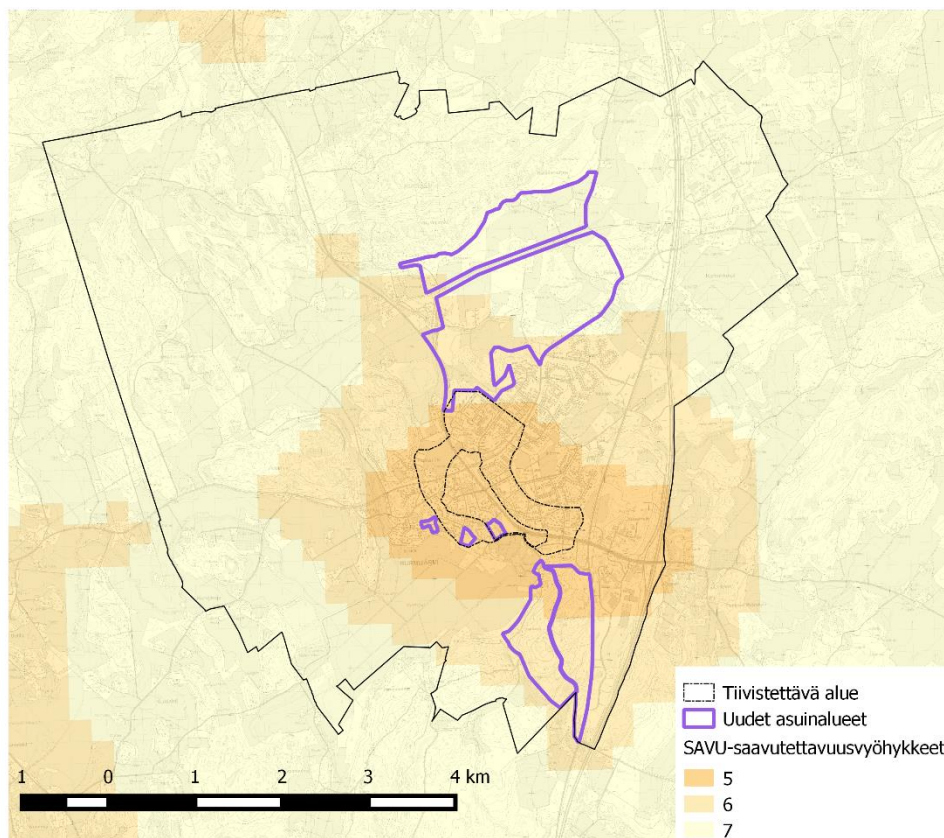 Tiivistettävä alue
Uudet asuinalueet
SAVU-saavutettavuusvyöhykkeet
5
6
7
1 0 1 2 3 4 km